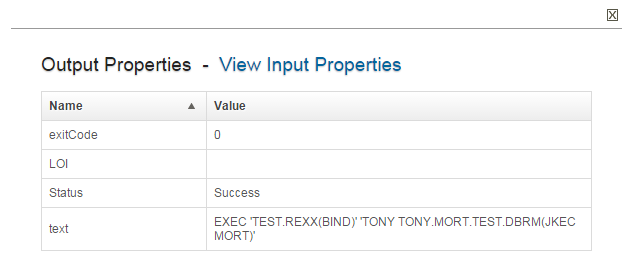 Output Properties - View Input Properties
Name Value
exitCode 0
LOI
Status Success
text EXEC 'TEST.REXX(BIND)' 'TONY TONY.MORT.TEST.DBRM(JKEC
MORT)'